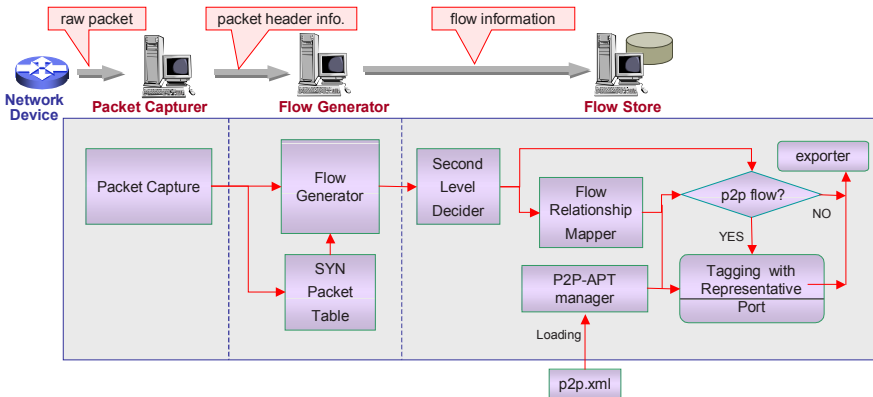 raw packet
packet header info.
flow information
Network
Device
Packet Capturer
Flow Generator
Flow Store
Packet Capture
Flow
Generator
SYN
Packet
Table
Second
Level
Decider
Flow
Relationship
Mapper
P2P-APT
manager
Loading
p2p.xml
p2p flow?
NO
YES
exporter
Tagging with
Representative
Port